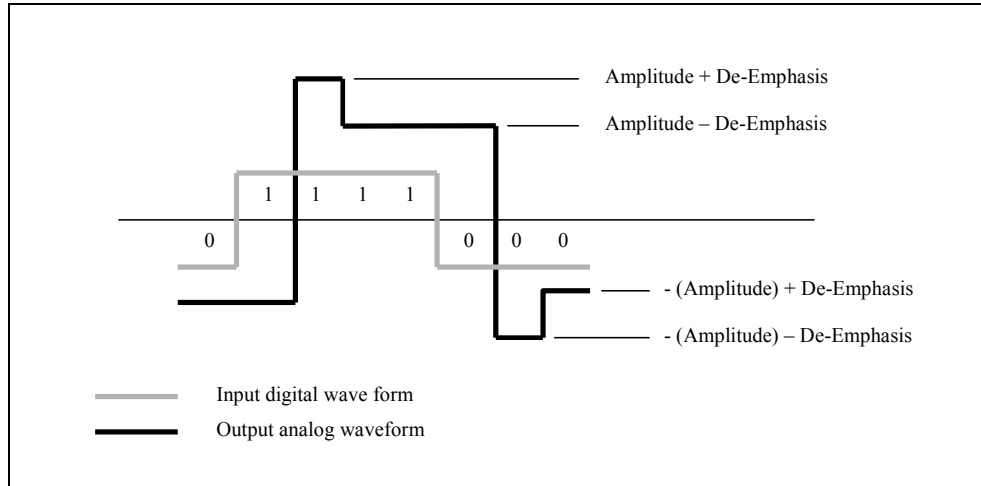 Amplitude + De-Emphasis
Amplitude – De-Emphasis
1 1 1 1
0 0 0 0
- (Amplitude) + De-Emphasis
- (Amplitude) – De-Emphasis
Input digital wave form
Output analog waveform